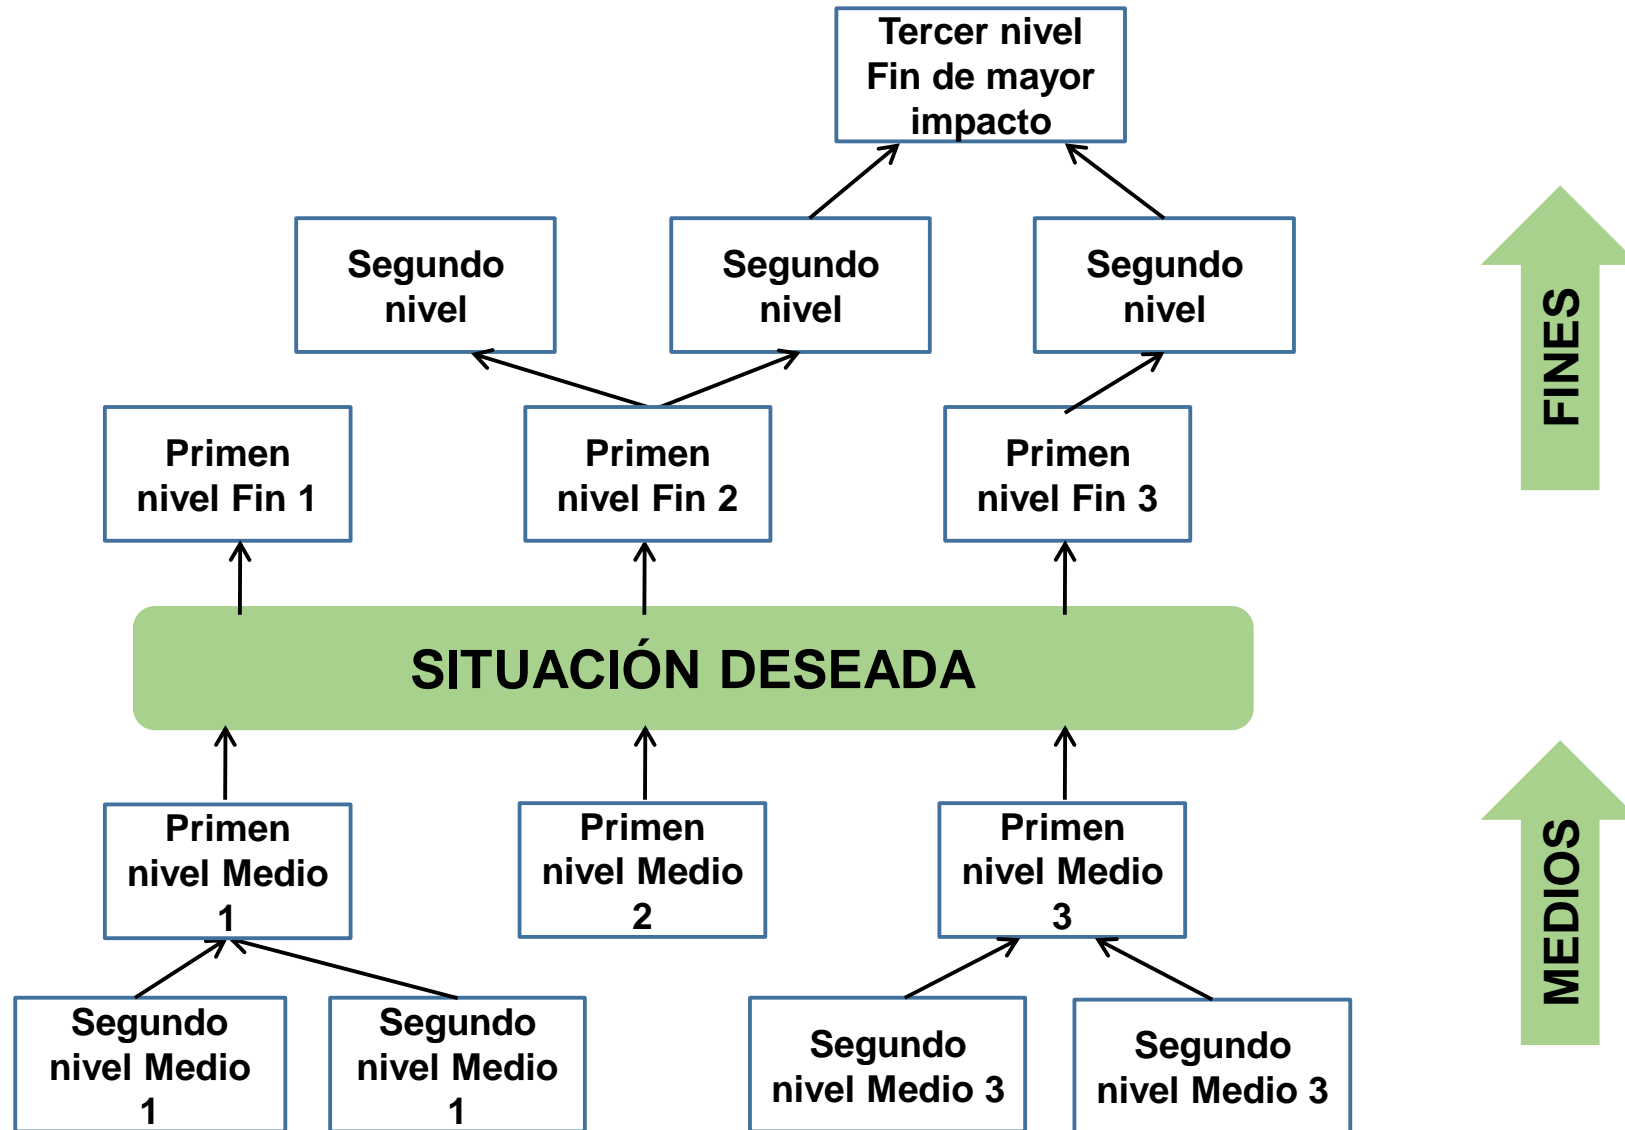 Tercer nivel
Fin de mayor
impacto
Segundo
nivel
Segundo
nivel
Segundo
nivel
FINES
Primen
nivel Fin 1
Primen
nivel Fin 2
Primen
nivel Fin 3
SITUACIÓN DESEADA
Primen
nivel Medio
1
Primen
nivel Medio
2
Primen
nivel Medio
3
MEDIOS
Segundo
nivel Medio
1
Segundo
nivel Medio
1
Segundo
nivel Medio 3
Segundo
nivel Medio 3